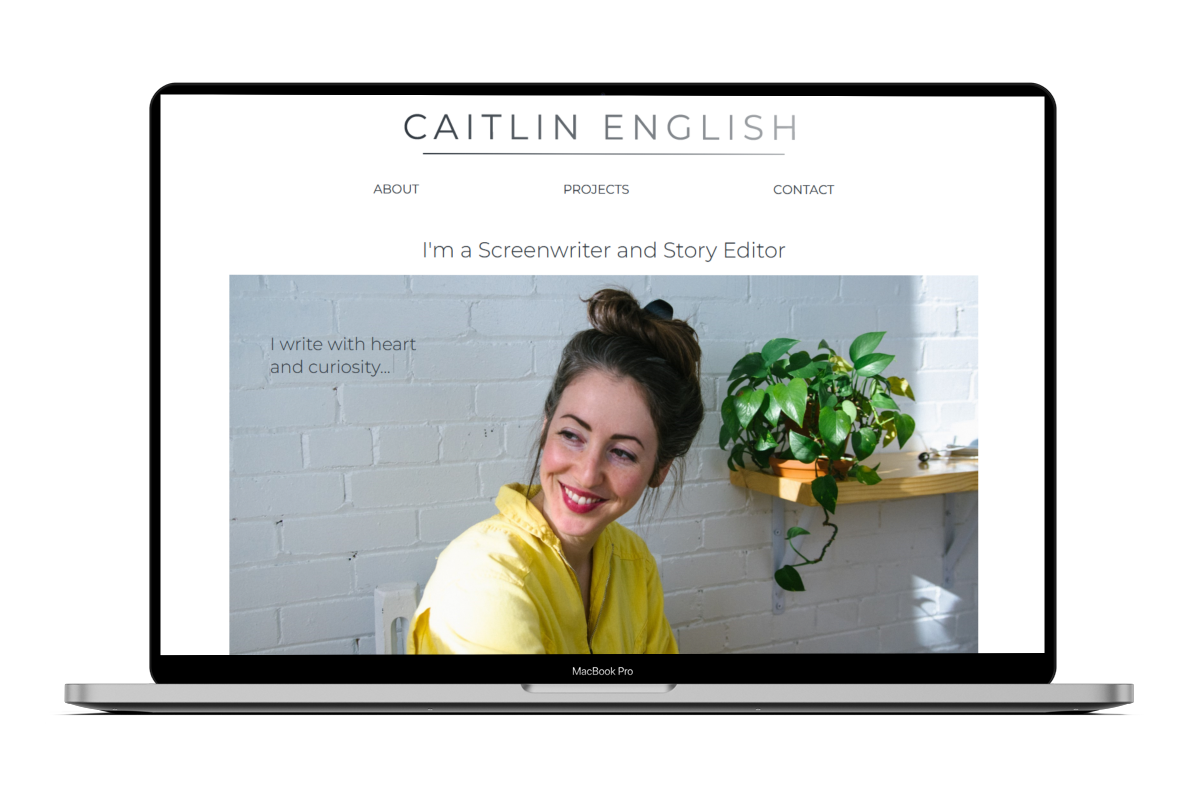 CAITLIN ENGLISH
ABOUT PROJECTS CONTACT
I'm a Screenwriter and Story Editor
I write with heart
and curiosity...
MacBook Pro